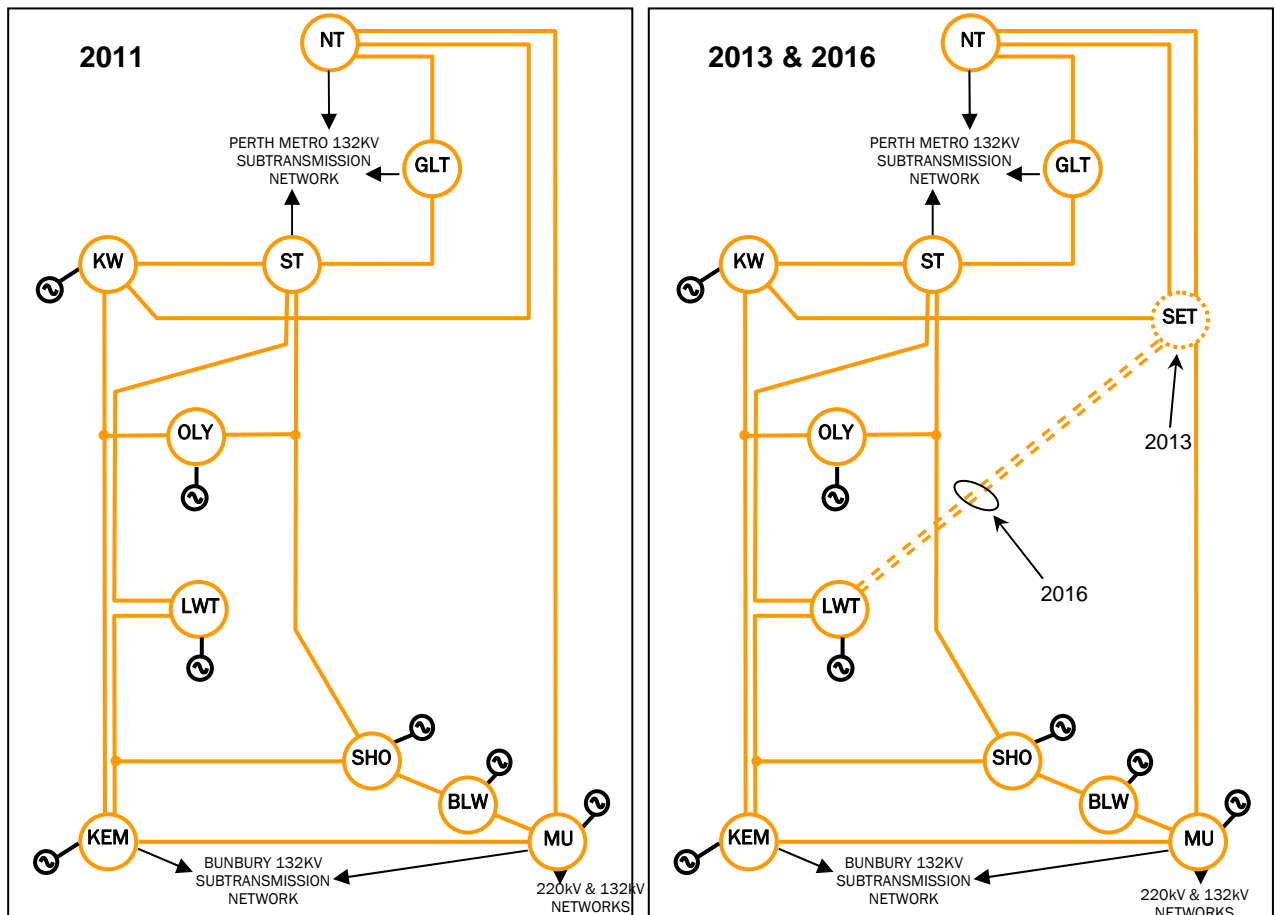 2011
NT
PERTH METRO 132KV
SUBTRANSMISSION
NETWORK
GLT
KW
ST
OLY
LWT
SHO
BLW
KEM
MU
BUNBURY 132KV
SUBTRANSMISSION
NETWORK
220kV & 132kV
NETWORKS
2013 & 2016
NT
PERTH METRO 132KV
SUBTRANSMISSION
NETWORK
GLT
KW
ST
SET
OLY
2013
LWT
2016
SHO
BLW
KEM
MU
BUNBURY 132KV
SUBTRANSMISSION
NETWORK
220kV & 132kV
NETWORKS